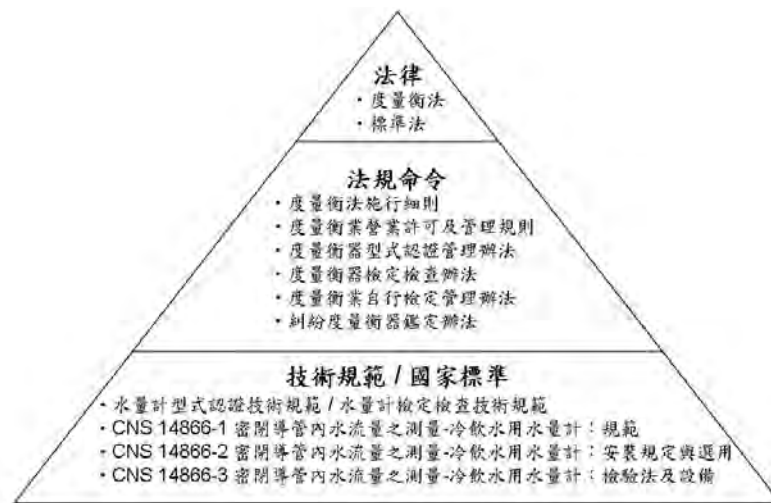 法律
・度量衡法
・標準法
法規命令
・度量衡法施行細則
・度量衡業營業許可及管理規則
・度量衡器型式認證管理辦法
・度量衡器檢定檢查辦法
・度量衡業自行檢定管理辦法
・糾紛度量衡器鑑定辦法
技術規範 / 國家標準
・水量計型式認證技術規範 / 水量計檢定檢查技術規範
・CNS 14866-1 密閉導管內水流量之測量-冷飲水用水量計：規範
・CNS 14866-2 密閉導管內水流量之測量-冷飲水用水量計：安裝規定與選用
・CNS 14866-3 密閉導管內水流量之測量-冷飲水用水量計：檢驗法及設備